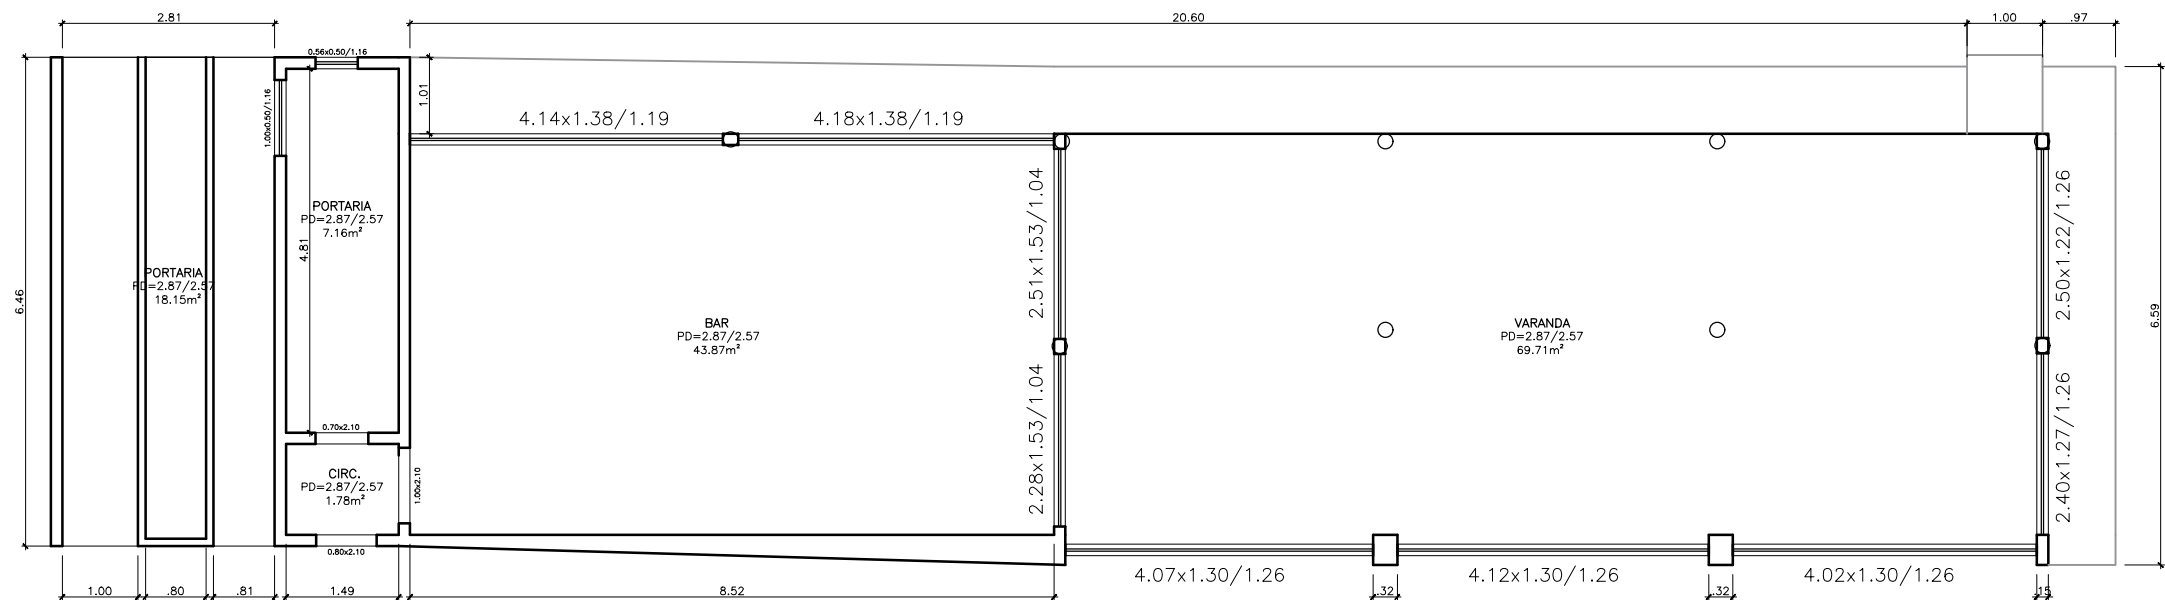 2.81
20.60
1.00
.97
0.56x0.50/1.16
1.01
1.00x0.50/1.16
4.14x1.38/1.19
4.18x1.38/1.19
PORTARIA
PD=2.87/2.57
7.16m²
4.81
PORTARIA
PD=2.87/2.57
18.15m²
6.46
2.51x1.53/1.04
2.50x1.22/1.26
BAR
PD=2.87/2.57
43.87m²
VARANDA
PD=2.87/2.57
69.71m²
6.59
0.70x2.10
CIRC.
PD=2.87/2.57
1.78m²
1.00x2.10
2.28x1.53/1.04
2.40x1.27/1.26
0.80x2.10
4.07x1.30/1.26
4.12x1.30/1.26
4.02x1.30/1.26
1.00
.80
.81
1.49
8.52
.32
.32
.15